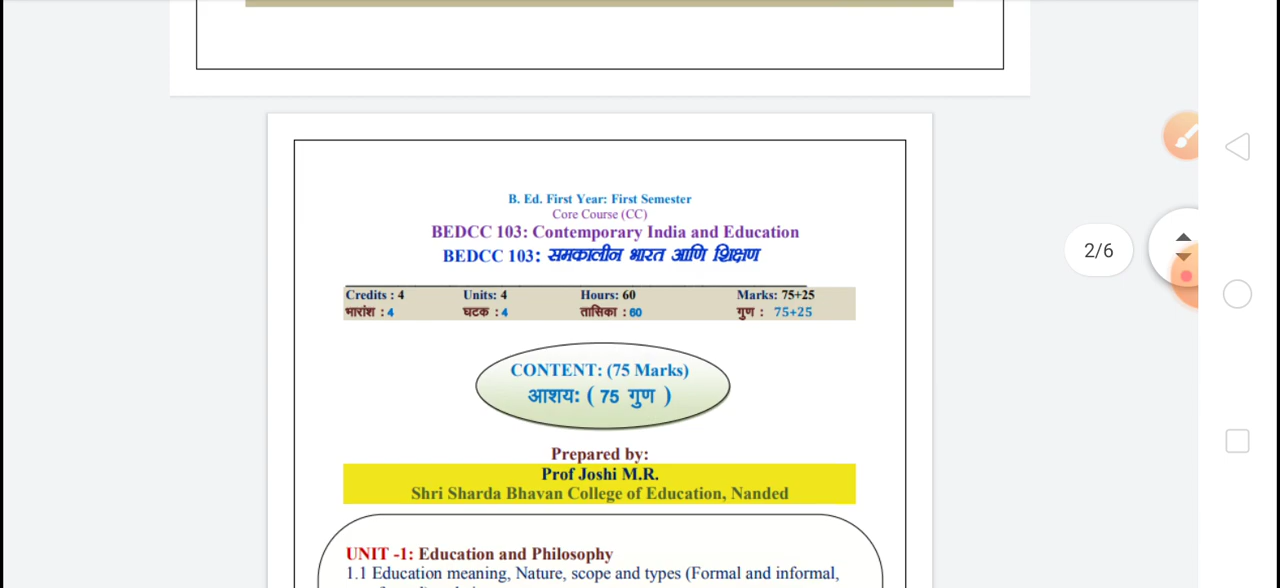 B. Ed. First Year: First Semester
Core Course (CC)
BEDCC 103: Contemporary India and Education
BEDCC 103: समकालीन भारत आणि शिक्षण
Credits : 4 Units: 4 Hours: 60 Marks: 75+25
भारांश : 4 घटक : 4 तासिका : 60 गुण : 75+25
CONTENT: (75 Marks)
आशय: ( 75 गुण )
Prepared by:
Prof Joshi M.R.
Shri Sharda Bhavan College of Education, Nanded
UNIT -1: Education and Philosophy
1.1 Education meaning, Nature, scope and types (Formal and informal,
2/6